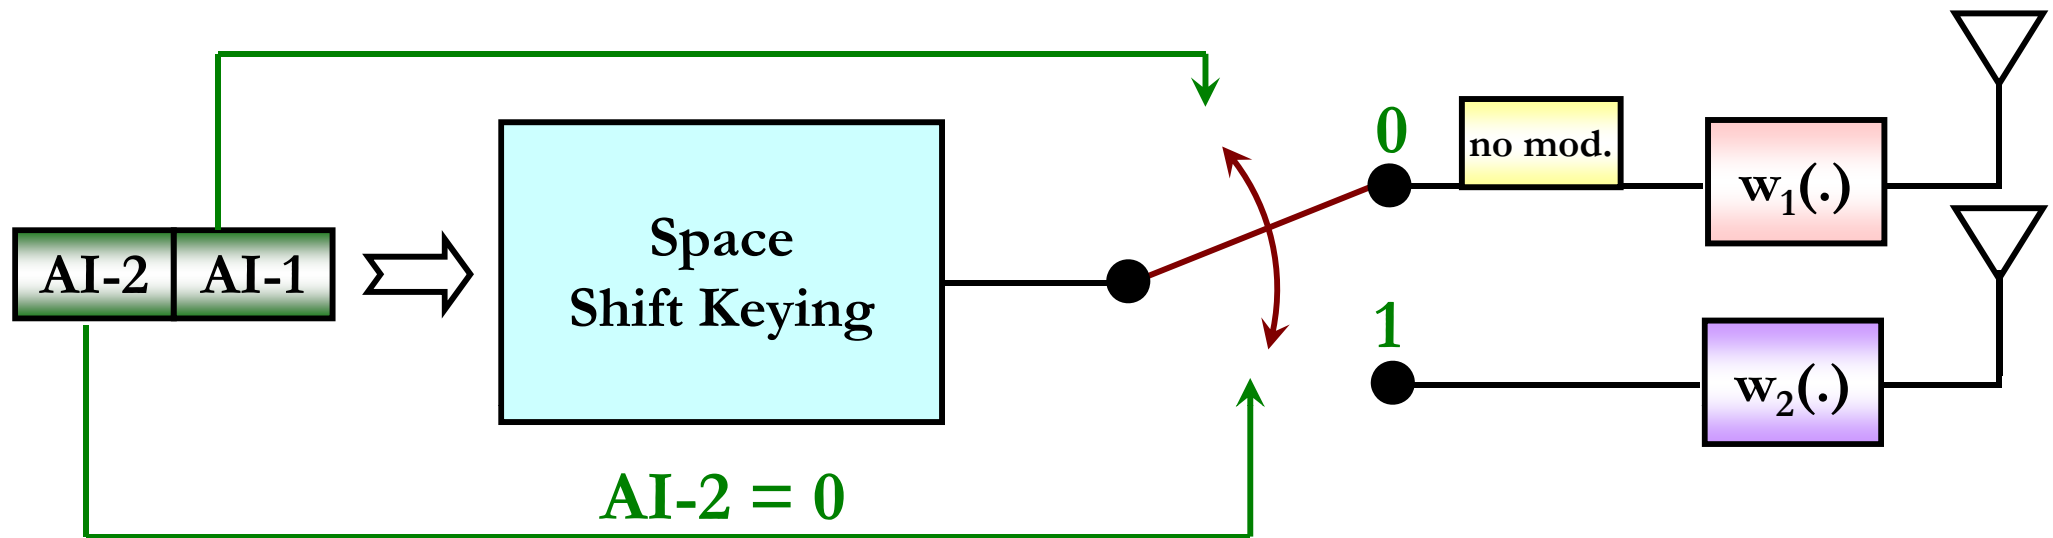 AI-2 AI-1
Space
Shift Keying
0
no mod.
w1(.)
1
w2(.)
AI-2 = 0